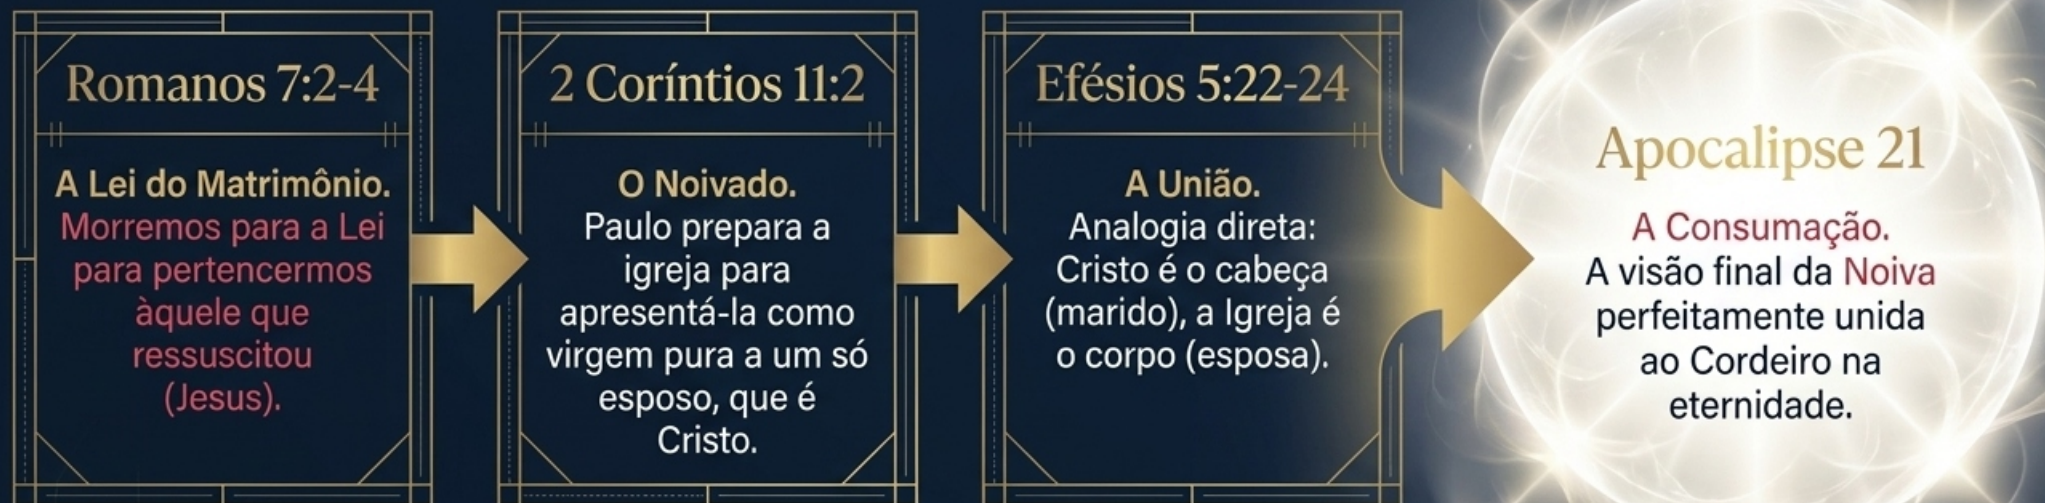 Romanos 7:2-4
A Lei do Matrimônio.
Morremos para a Lei
para pertencermos
àquele que
ressuscitou
(Jesus).
2 Coríntios 11:2
O Noivado.
Paulo prepara a
igreja para
apresentá-la como
virgem pura a um só
esposo, que é
Cristo.
Efésios 5:22-24
A União.
Analogia direta:
Cristo é o cabeça
(marido), a Igreja é
o corpo (esposa).
Apocalipse 21
A Consumação.
A visão final da Noiva
perfeitamente unida
ao Cordeiro na
eternidade.